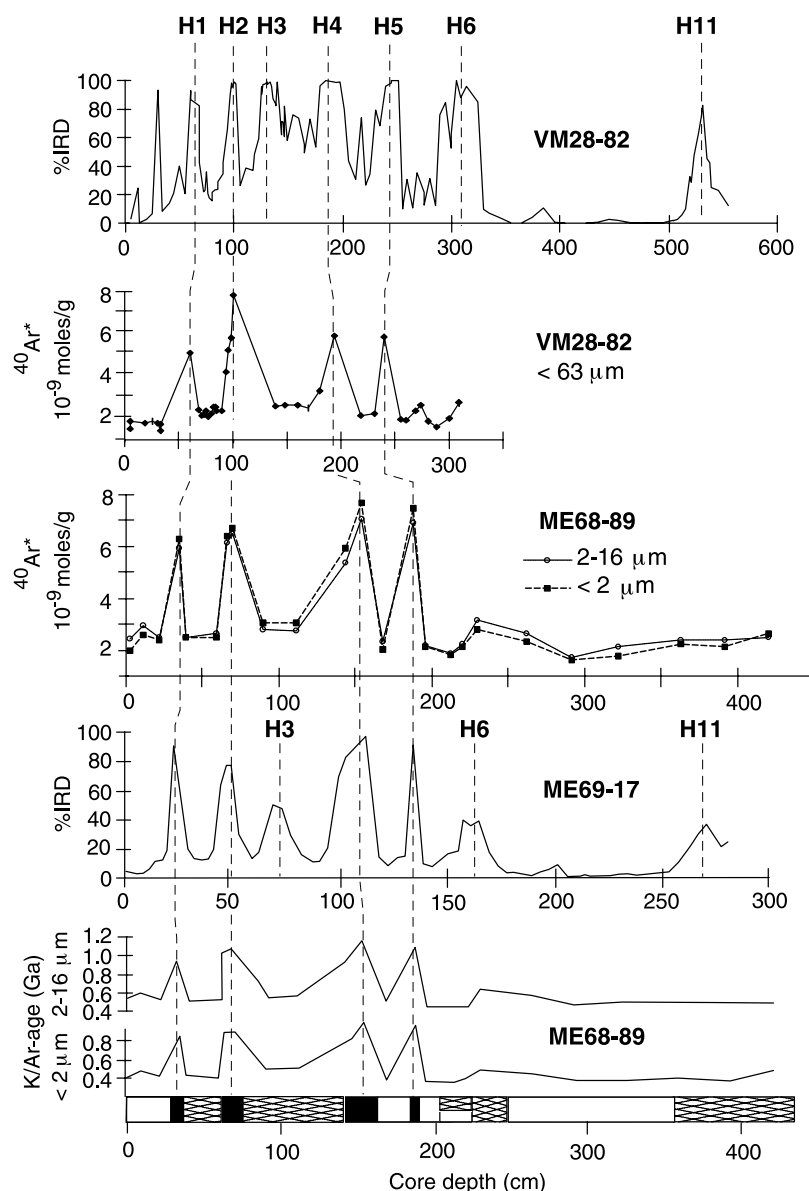 H1 H2 H3 H4 H5 H6 H11
100
80
60
40
20
0
%IRD
VM28-82
0 100 200 300 400 500 600
8
6
4
2
40Ar*
10-9 moles/g
VM28-82
< 63 µm
0 100 200 300
8
6
4
2
40Ar*
10-9 moles/g
ME68-89
2-16 µm
< 2 µm
0 100 200 300 400
100
80
60
40
20
0
%IRD
H3 H6 H11
ME69-17
0 50 100 150 200 250 300
1.2
1.0
0.8
0.6
0.4
0.8
0.6
0.4
K/Ar-age (Ga)
< 2 µm 2-16 µm
ME68-89
0 100 200 300 400
Core depth (cm)